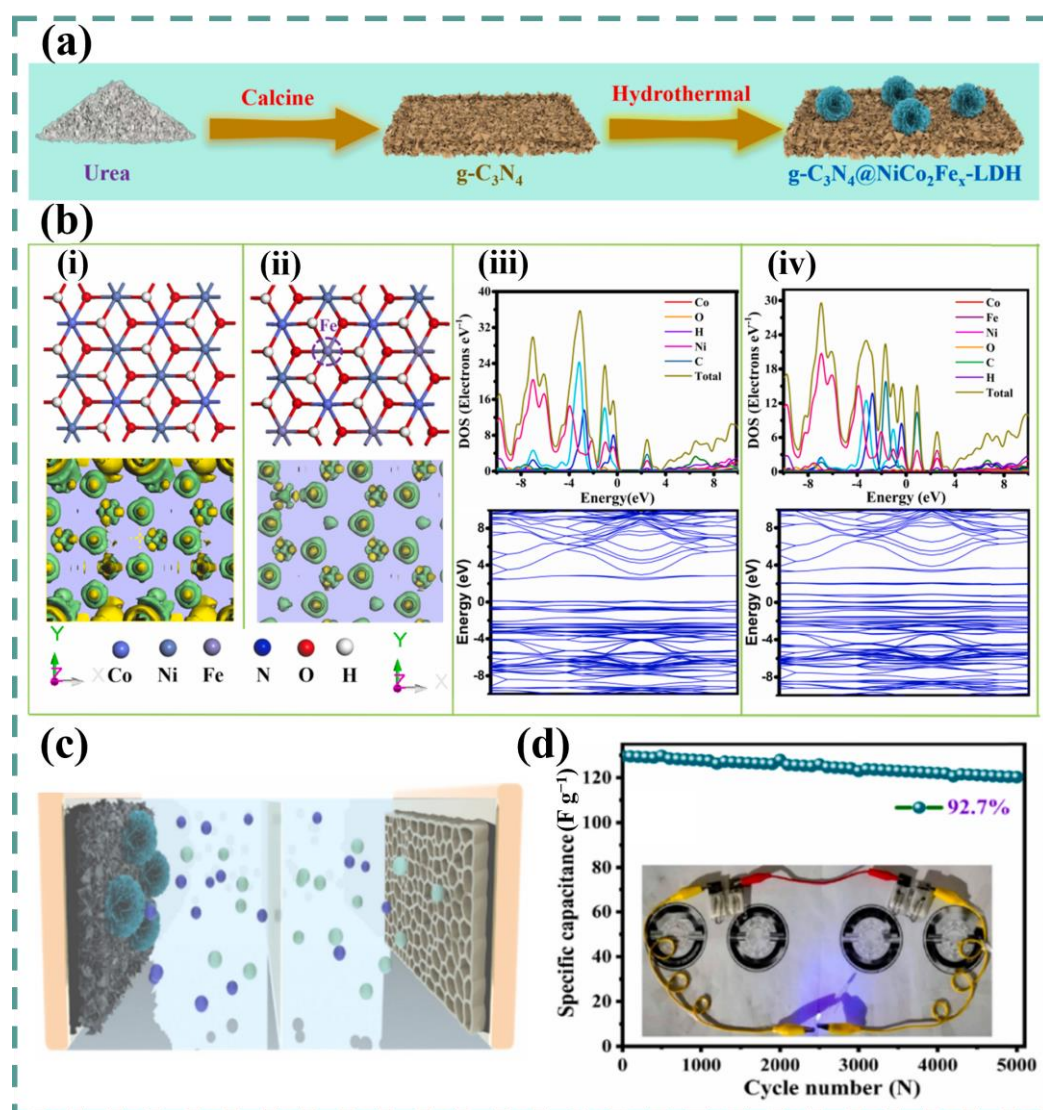 (a)
Calcine
Hydrothermal
Urea
g-C₃N₄
g-C₃N₄@NiCo₂Feₓ-LDH
(b)
(i)
(ii)
(iii)
(iv)
Fe
40
32
24
16
8
0
DOS (Electrons eV⁻¹)
Co
O
H
Ni
C
Total
-8
-4
0
4
8
Energy(eV)
30
24
18
12
6
0
DOS (Electrons eV⁻¹)
Co
Fe
Ni
O
C
H
Total
-8
-4
0
4
8
Energy (eV)
8
4
0
-4
-8
Energy (eV)
8
4
0
-4
-8
Energy (eV)
Y
Z
X
Co
Ni
Fe
N
O
H
Y
Z
X
(c)
(d)
120
100
80
60
40
20
0
Specific capacitance (F g⁻¹)
92.7%
0
1000
2000
3000
4000
5000
Cycle number (N)